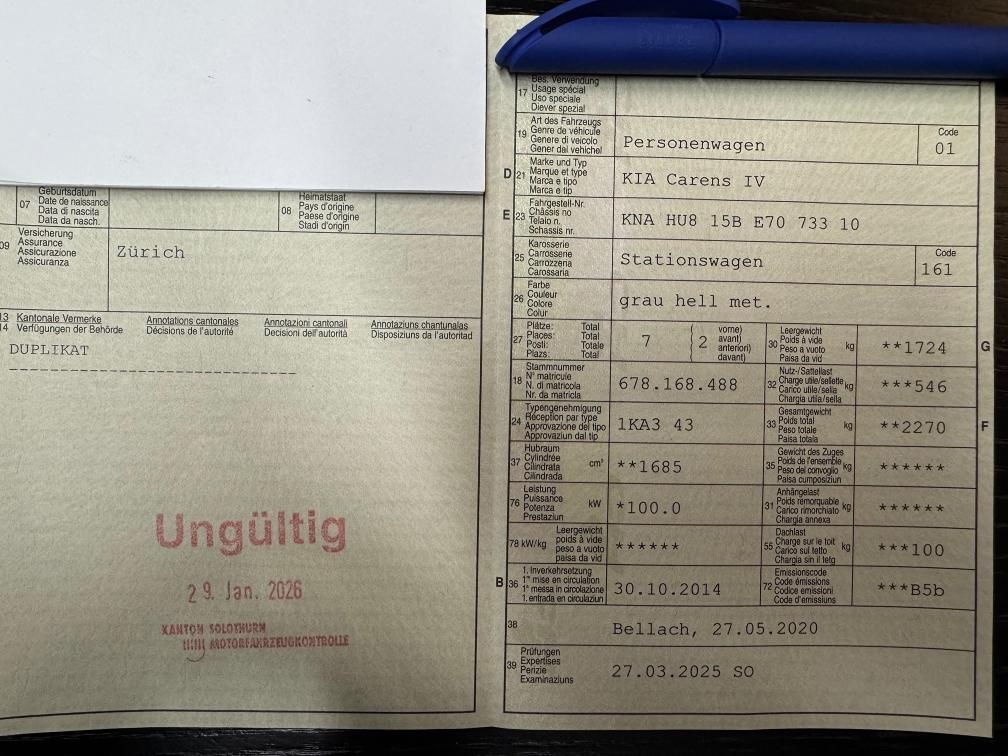 07 Geburtsdatum
Date de naissance
Data di nascita
Data da nasch.
08 Heimatstaat
Pays d'origine
Paese d'origine
Stadi d'origin
09 Versicherung
Assurance
Assicurazione
Assicuranza
Zürich
13 Kantonale Vermerke
14 Verfügungen der Behörde
Annotations cantonales
Décisions de l'autorité
Annotazioni cantonali
Decisioni dell'autorità
Annotaziuns chantunalas
Disposiziuns da l'autoritad
DUPLIKAT
Ungültig
29. Jan. 2026
KANTON SOLOTHURN
MOTORFAHRZEUGKONTROLLE
17 Bes. Verwendung
Usage spécial
Uso speciale
Diever spezial
19 Art des Fahrzeugs
Genre de véhicule
Genere di veicolo
Gener dal vehichel
Personenwagen
Code
01
D 21 Marke und Typ
Marque et type
Marca e tipo
Marca e tip
KIA Carens IV
E 23 Fahrgestell-Nr.
Châssis no
Telaio n.
Schassis nr.
KNA HU8 15B E70 733 10
25 Karosserie
Carrosserie
Carrozzeria
Carossaria
Stationswagen
Code
161
26 Farbe
Couleur
Colore
Colur
grau hell met.
27 Plätze: Total
Places: Total
Posti: Totale
Plazs: Total
7 2
vorne)
avant)
anteriori)
davant)
30 Leergewicht
Poids à vide
Peso a vuoto
Paisa da vid
kg
**1724 G
18 Stammnummer
N° matricule
N. di matricola
Nr. da matricla
678.168.488
32 Nutz-/Sattellast
Charge utile/sellette
Carico utile/sella
Chargia utila/sella
kg
***546
24 Typengenehmigung
Réception par type
Approvazione del tipo
Approvaziun dal tip
1KA3 43
33 Gesamtgewicht
Poids total
Peso totale
Paisa totala
kg
**2270 F
37 Hubraum
Cylindrée
Cilindrata
Cilindrada
cm³
**1685
35 Gewicht des Zuges
Poids de l'ensemble
Peso del convoglio
Paisa cumposiziun
kg
******
76 Leistung
Puissance
Potenza
Prestaziun
kW
*100.0
31 Anhängelast
Poids remorquable
Carico rimorchiato
Chargia annexa
kg
******
78 kW/kg
Leergewicht
poids à vide
peso a vuoto
paisa da vid
******
55 Dachlast
Charge sur le toit
Carico sul tetto
Chargia sin il tetg
kg
***100
B 36 1. Inverkehrsetzung
1re mise en circulation
1a messa in circolazione
1. entrada en circulaziun
30.10.2014
72 Emissionscode
Code émissions
Codice emissioni
Code d'emissiuns
***B5b
38
Bellach, 27.05.2020
39 Prüfungen
Expertises
Perizie
Examinaziuns
27.03.2025 SO